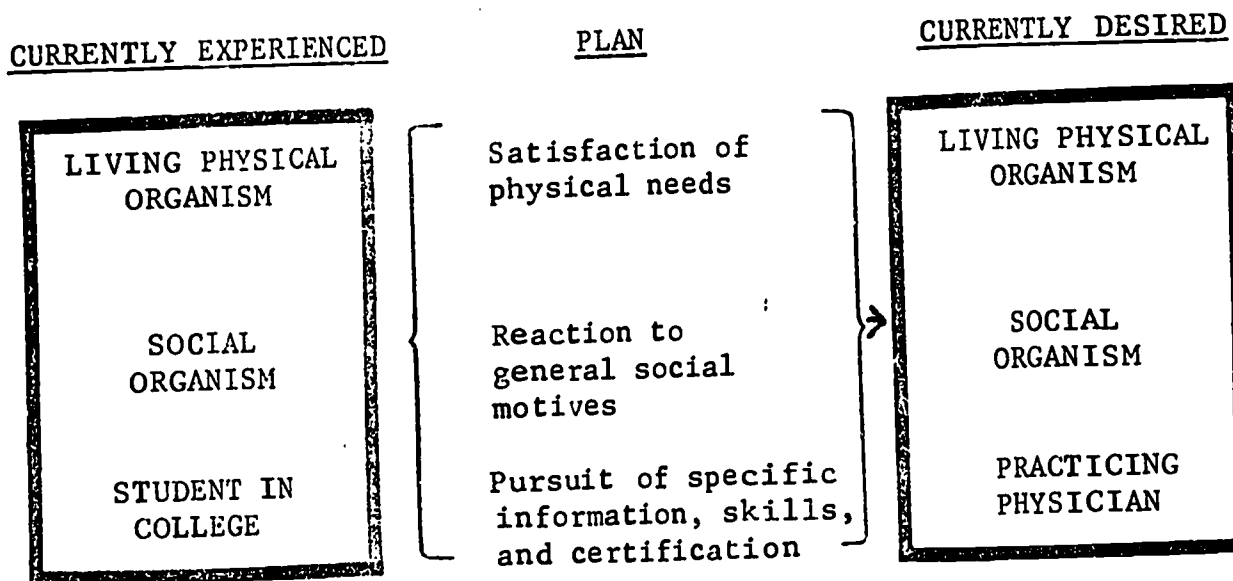 CURRENTLY EXPERIENCED
PLAN
CURRENTLY DESIRED
LIVING PHYSICAL
ORGANISM
SOCIAL
ORGANISM
STUDENT IN
COLLEGE
Satisfaction of
physical needs
Reaction to
general social
motives
Pursuit of specific
information, skills,
and certification
LIVING PHYSICAL
ORGANISM
SOCIAL
ORGANISM
PRACTICING
PHYSICIAN